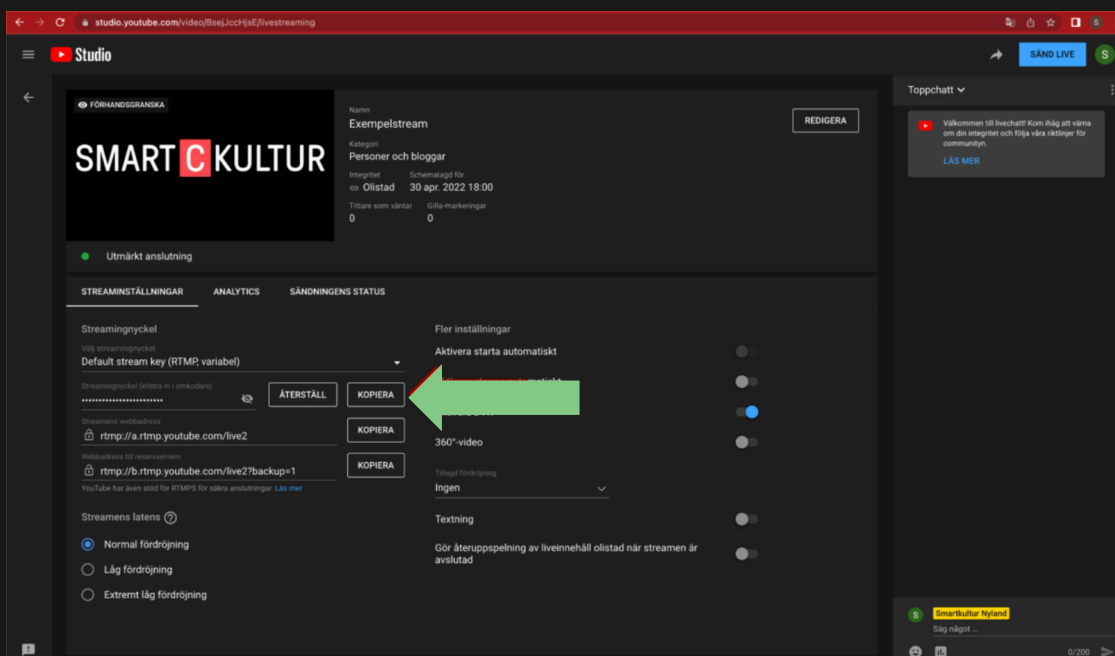 studio.youtube.com/video/BsejJccHjsE/livestreaming
S
Studio
SÄND LIVE
S
FÖRHANDSGRANSKA
SMART C KULTUR
Namn
Exempelstream
Kategori
Personer och bloggar
Integritet Schemalagd för
Olistad 30 apr. 2022 18:00
Tittare som väntar Gilla-markeringar
0 0
REDIGERA
Utmärkt anslutning
STREAMINSTÄLLNINGAR ANALYTICS SÄNDNINGENS STATUS
Streamingnyckel
Välj streamingnyckel
Default stream key (RTMP, variabel)
Streamingnyckel (klistra in i omkodare)
••••••••••••••••••••••••
ÅTERSTÄLL KOPIERA
Streamens webbadress
rtmp://a.rtmp.youtube.com/live2
KOPIERA
Webbadress till reservservern
rtmp://b.rtmp.youtube.com/live2?backup=1
KOPIERA
YouTube har även stöd för RTMPS för säkra anslutningar. Läs mer
Streamens latens
Normal fördröjning
Låg fördröjning
Extremt låg fördröjning
Fler inställningar
Aktivera starta automatiskt
360°-video
Tillagd fördröjning
Ingen
Textning
Gör återuppspelning av liveinnehåll olistad när streamen är
avslutad
Toppchatt
Välkommen till livechatt! Kom ihåg att värna
om din integritet och följa våra riktlinjer för
communityn.
LÄS MER
S Smartkultur Nyland
Säg något ...
0/200